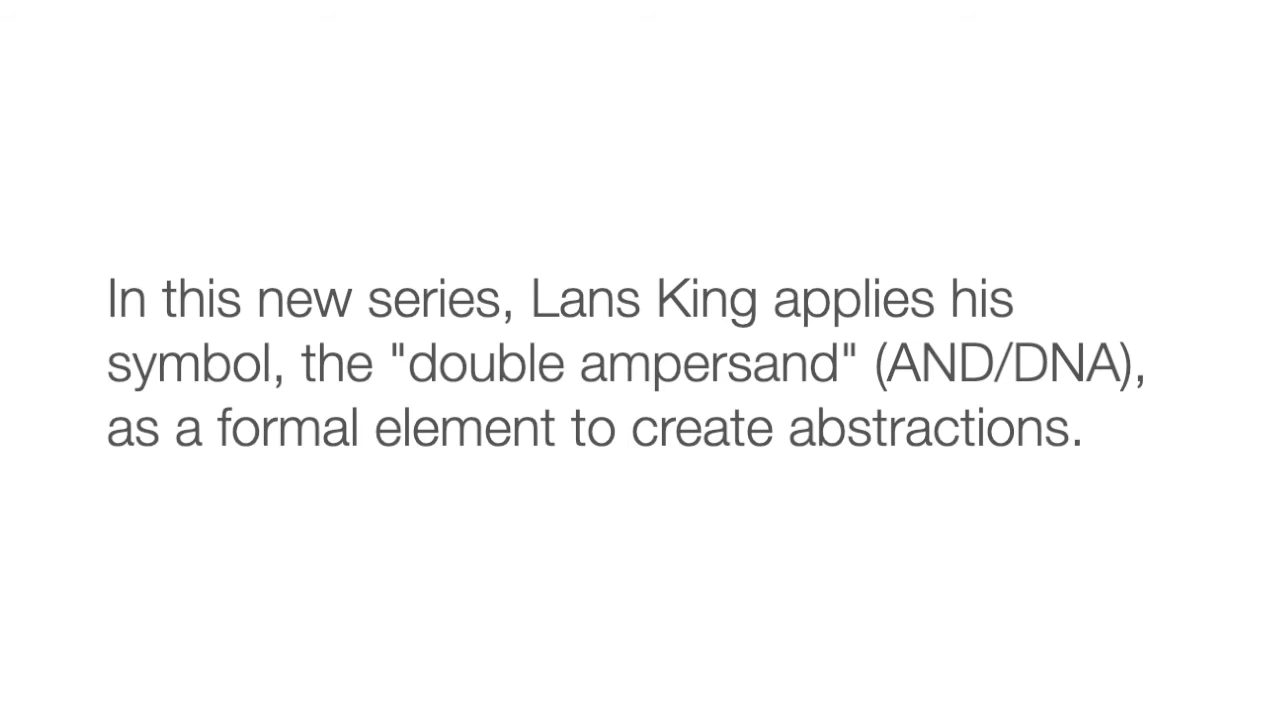 In this new series, Lans King applies his
symbol, the "double ampersand" (AND/DNA),
as a formal element to create abstractions.